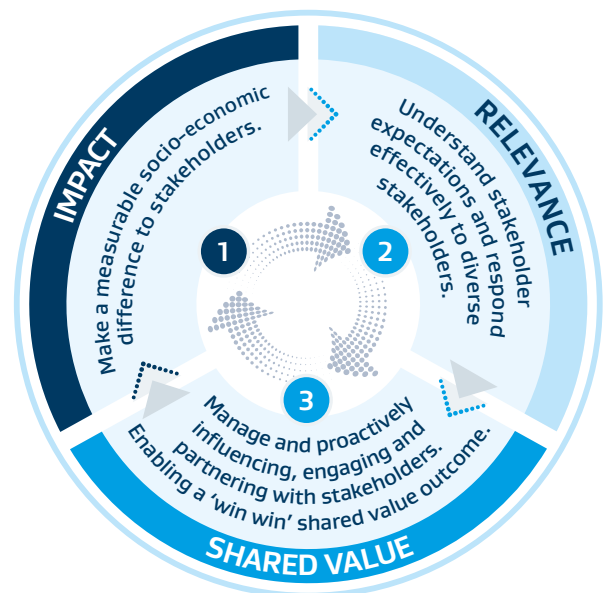 IMPACT
Make a measurable socio-economic
difference to stakeholders.
1
RELEVANCE
Understand stakeholder
expectations and respond
effectively to diverse
stakeholders.
2
3
Manage and proactively
influencing, engaging and
partnering with stakeholders.
Enabling a ‘win win’ shared value outcome.
SHARED VALUE